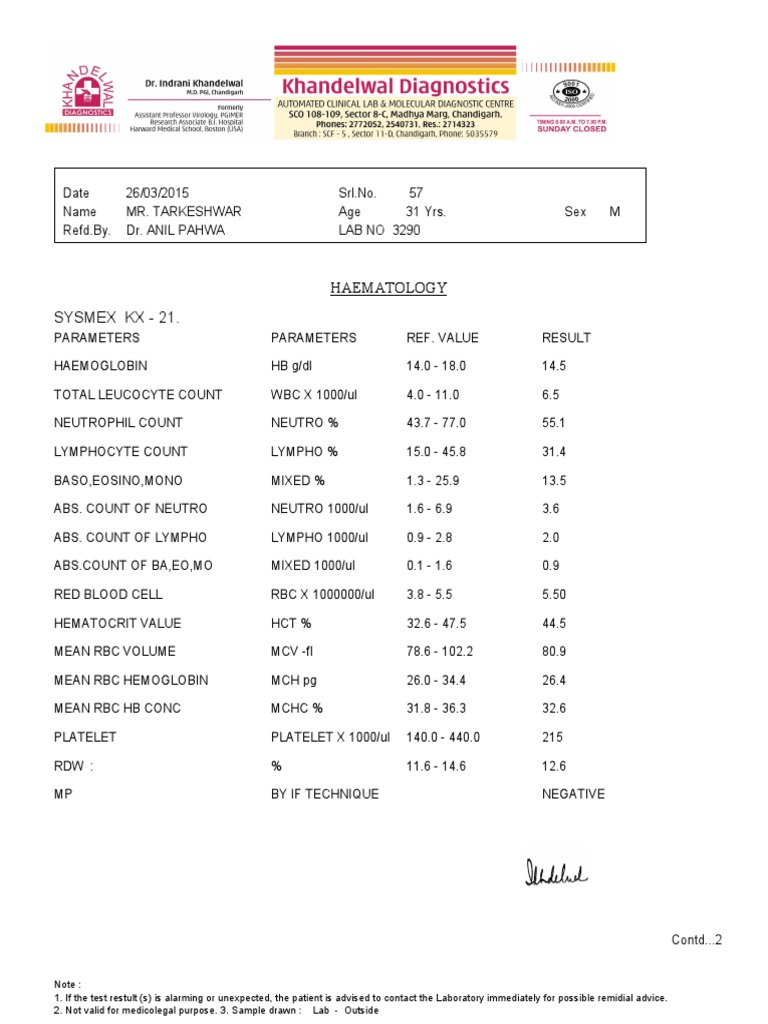 KHANDELWAL
DIAGNOSTICS
Dr. Indrani Khandelwal
M.D. PGI, Chandigarh
Formerly
Assistant Professor Virology, PGIMER
Research Associate B.I. Hospital
Harward Medical School, Boston (USA)
Khandelwal Diagnostics
AUTOMATED CLINICAL LAB & MOLECULAR DIAGNOSTIC CENTRE
SCO 108-109, Sector 8-C, Madhya Marg, Chandigarh.
Phones: 2772052, 2540731, Res.: 2714323
Branch : SCF - 5 , Sector 11-D, Chandigarh, Phone: 5035579
9001
ISO
2000
TIMING 8.00 A.M. TO 7.00 P.M.
SUNDAY CLOSED
Date 26/03/2015 Srl.No. 57
Name MR. TARKESHWAR Age 31 Yrs. Sex M
Refd.By. Dr. ANIL PAHWA LAB NO 3290
HAEMATOLOGY
SYSMEX KX - 21.
PARAMETERS PARAMETERS REF. VALUE RESULT
HAEMOGLOBIN HB g/dl 14.0 - 18.0 14.5
TOTAL LEUCOCYTE COUNT WBC X 1000/ul 4.0 - 11.0 6.5
NEUTROPHIL COUNT NEUTRO % 43.7 - 77.0 55.1
LYMPHOCYTE COUNT LYMPHO % 15.0 - 45.8 31.4
BASO,EOSINO,MONO MIXED % 1.3 - 25.9 13.5
ABS. COUNT OF NEUTRO NEUTRO 1000/ul 1.6 - 6.9 3.6
ABS. COUNT OF LYMPHO LYMPHO 1000/ul 0.9 - 2.8 2.0
ABS.COUNT OF BA,EO,MO MIXED 1000/ul 0.1 - 1.6 0.9
RED BLOOD CELL RBC X 1000000/ul 3.8 - 5.5 5.50
HEMATOCRIT VALUE HCT % 32.6 - 47.5 44.5
MEAN RBC VOLUME MCV -fl 78.6 - 102.2 80.9
MEAN RBC HEMOGLOBIN MCH pg 26.0 - 34.4 26.4
MEAN RBC HB CONC MCHC % 31.8 - 36.3 32.6
PLATELET PLATELET X 1000/ul 140.0 - 440.0 215
RDW : % 11.6 - 14.6 12.6
MP BY IF TECHNIQUE NEGATIVE
Contd...2
Note :
1. If the test restult (s) is alarming or unexpected, the patient is advised to contact the Laboratory immediately for possible remidial advice.
2. Not valid for medicolegal purpose. 3. Sample drawn : Lab - Outside